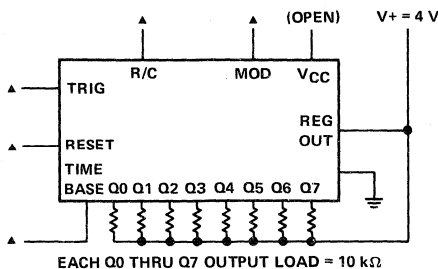 (OPEN) V+ = 4 V
R/C MOD VCC
TRIG
REG
OUT
RESET
TIME
BASE Q0 Q1 Q2 Q3 Q4 Q5 Q6 Q7
EACH Q0 THRU Q7 OUTPUT LOAD = 10 kΩ